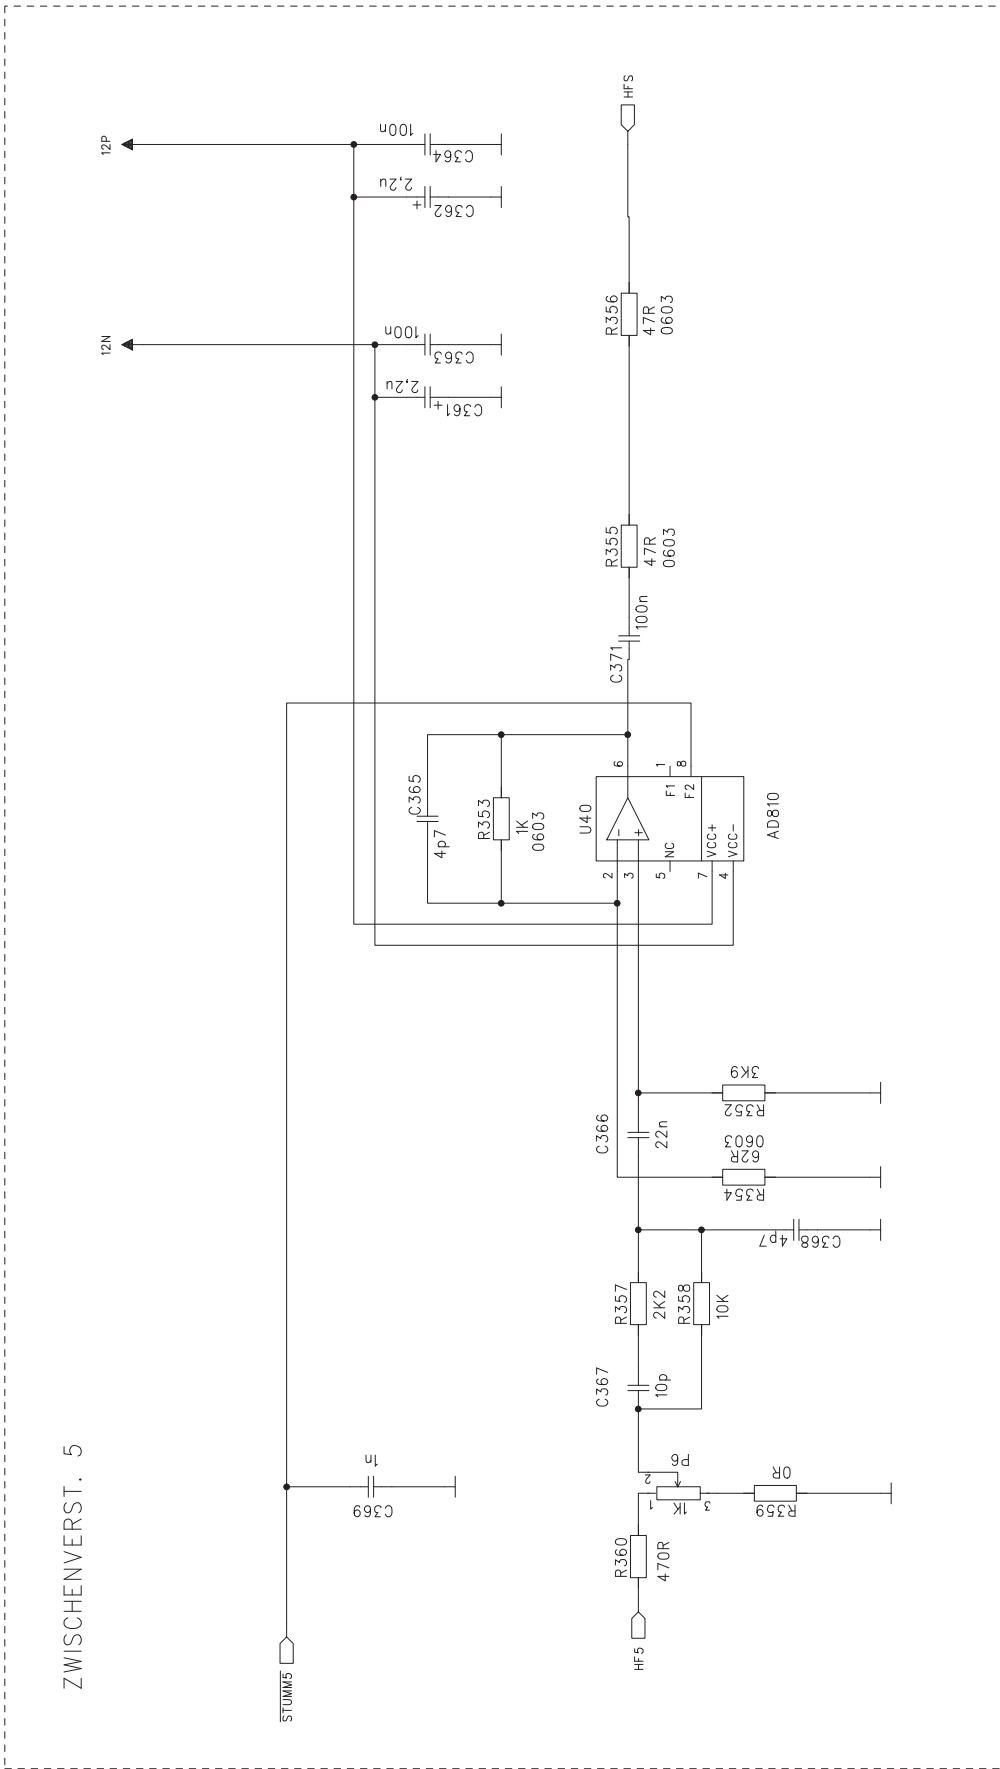 ZWISCHENVERST. 5
STUMM5
C369
1n
12N
12P
C361
2,2u
+
C363
100n
C362
2,2u
+
C364
100n
C365
4p7
R353
1K
0603
U40
2
3
5
7
4
-
+
NC
VCC+
VCC-
F1
F2
6
1
8
AD810
HF5
R360
470R
1
2
3
P6
1K
R359
0R
C367
10p
R357
2K2
R358
10K
C368
4p7
R354
62R
0603
C366
22n
R352
3K9
C371
100n
R355
47R
0603
R356
47R
0603
HFS